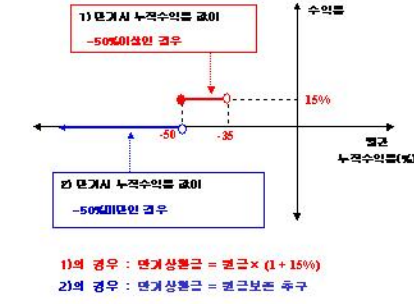 수익률
1) 만기시 누적수익률 값이
-50%이상인 경우
15%
-50
-35
월간
누적수익률(%)
2) 만기시 누적수익률 값이
-50%미만인 경우
1)의 경우 : 만기상환금 = 원금× (1 + 15%)
2)의 경우 : 만기상환금 = 원금보존 추구